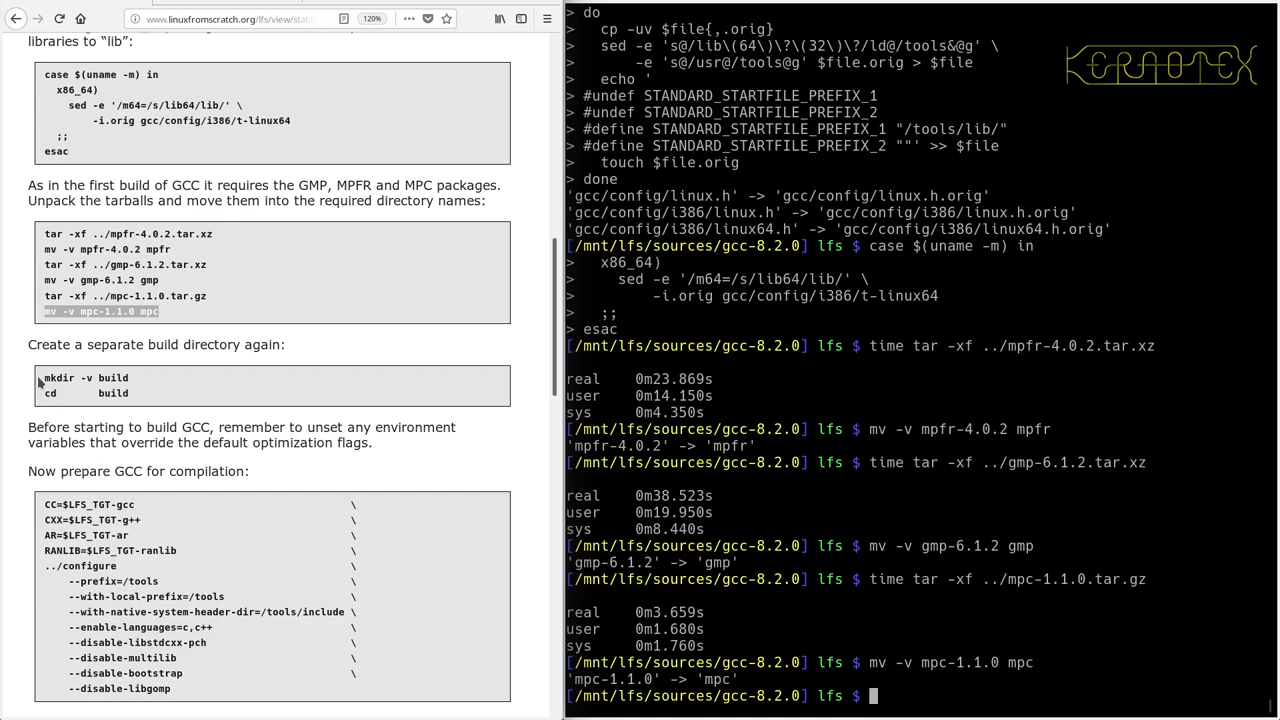 www.linuxfromscratch.org/lfs/view/stab
120%
libraries to “lib”:
case $(uname -m) in
x86_64)
sed -e '/m64=/s/lib64/lib/' \
-i.orig gcc/config/i386/t-linux64
;;
esac
As in the first build of GCC it requires the GMP, MPFR and MPC packages.
Unpack the tarballs and move them into the required directory names:
tar -xf ../mpfr-4.0.2.tar.xz
mv -v mpfr-4.0.2 mpfr
tar -xf ../gmp-6.1.2.tar.xz
mv -v gmp-6.1.2 gmp
tar -xf ../mpc-1.1.0.tar.gz
mv -v mpc-1.1.0 mpc
Create a separate build directory again:
mkdir -v build
cd build
Before starting to build GCC, remember to unset any environment
variables that override the default optimization flags.
Now prepare GCC for compilation:
CC=$LFS_TGT-gcc \
CXX=$LFS_TGT-g++ \
AR=$LFS_TGT-ar \
RANLIB=$LFS_TGT-ranlib \
../configure \
--prefix=/tools \
--with-local-prefix=/tools \
--with-native-system-header-dir=/tools/include \
--enable-languages=c,c++ \
--disable-libstdcxx-pch \
--disable-multilib \
--disable-bootstrap \
--disable-libgomp
> do
> cp -uv $file{,.orig}
> sed -e 's@/lib\(64\)\?\(32\)\?/ld@/tools&@g' \
> -e 's@/usr@/tools@g' $file.orig > $file
> echo '
> #undef STANDARD_STARTFILE_PREFIX_1
> #undef STANDARD_STARTFILE_PREFIX_2
> #define STANDARD_STARTFILE_PREFIX_1 "/tools/lib/"
> #define STANDARD_STARTFILE_PREFIX_2 ""' >> $file
> touch $file.orig
> done
'gcc/config/linux.h' -> 'gcc/config/linux.h.orig'
'gcc/config/i386/linux.h' -> 'gcc/config/i386/linux.h.orig'
'gcc/config/i386/linux64.h' -> 'gcc/config/i386/linux64.h.orig'
[/mnt/lfs/sources/gcc-8.2.0] lfs $ case $(uname -m) in
> x86_64)
> sed -e '/m64=/s/lib64/lib/' \
> -i.orig gcc/config/i386/t-linux64
> ;;
> esac
[/mnt/lfs/sources/gcc-8.2.0] lfs $ time tar -xf ../mpfr-4.0.2.tar.xz
real 0m23.869s
user 0m14.150s
sys 0m4.350s
[/mnt/lfs/sources/gcc-8.2.0] lfs $ mv -v mpfr-4.0.2 mpfr
'mpfr-4.0.2' -> 'mpfr'
[/mnt/lfs/sources/gcc-8.2.0] lfs $ time tar -xf ../gmp-6.1.2.tar.xz
real 0m38.523s
user 0m19.950s
sys 0m8.440s
[/mnt/lfs/sources/gcc-8.2.0] lfs $ mv -v gmp-6.1.2 gmp
'gmp-6.1.2' -> 'gmp'
[/mnt/lfs/sources/gcc-8.2.0] lfs $ time tar -xf ../mpc-1.1.0.tar.gz
real 0m3.659s
user 0m1.680s
sys 0m1.760s
[/mnt/lfs/sources/gcc-8.2.0] lfs $ mv -v mpc-1.1.0 mpc
'mpc-1.1.0' -> 'mpc'
[/mnt/lfs/sources/gcc-8.2.0] lfs $